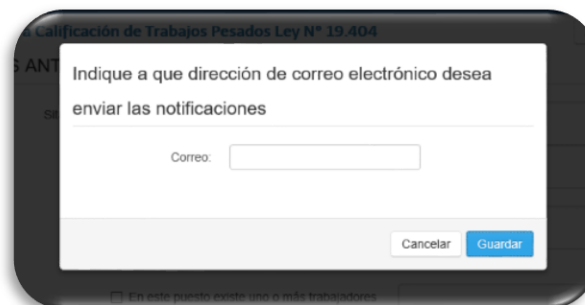 Calificación de Trabajos Pesados Ley N° 19.404
S ANT
Indique a que dirección de correo electrónico desea
enviar las notificaciones
Correo:
Cancelar Guardar
En este puesto existe uno o más trabajadores